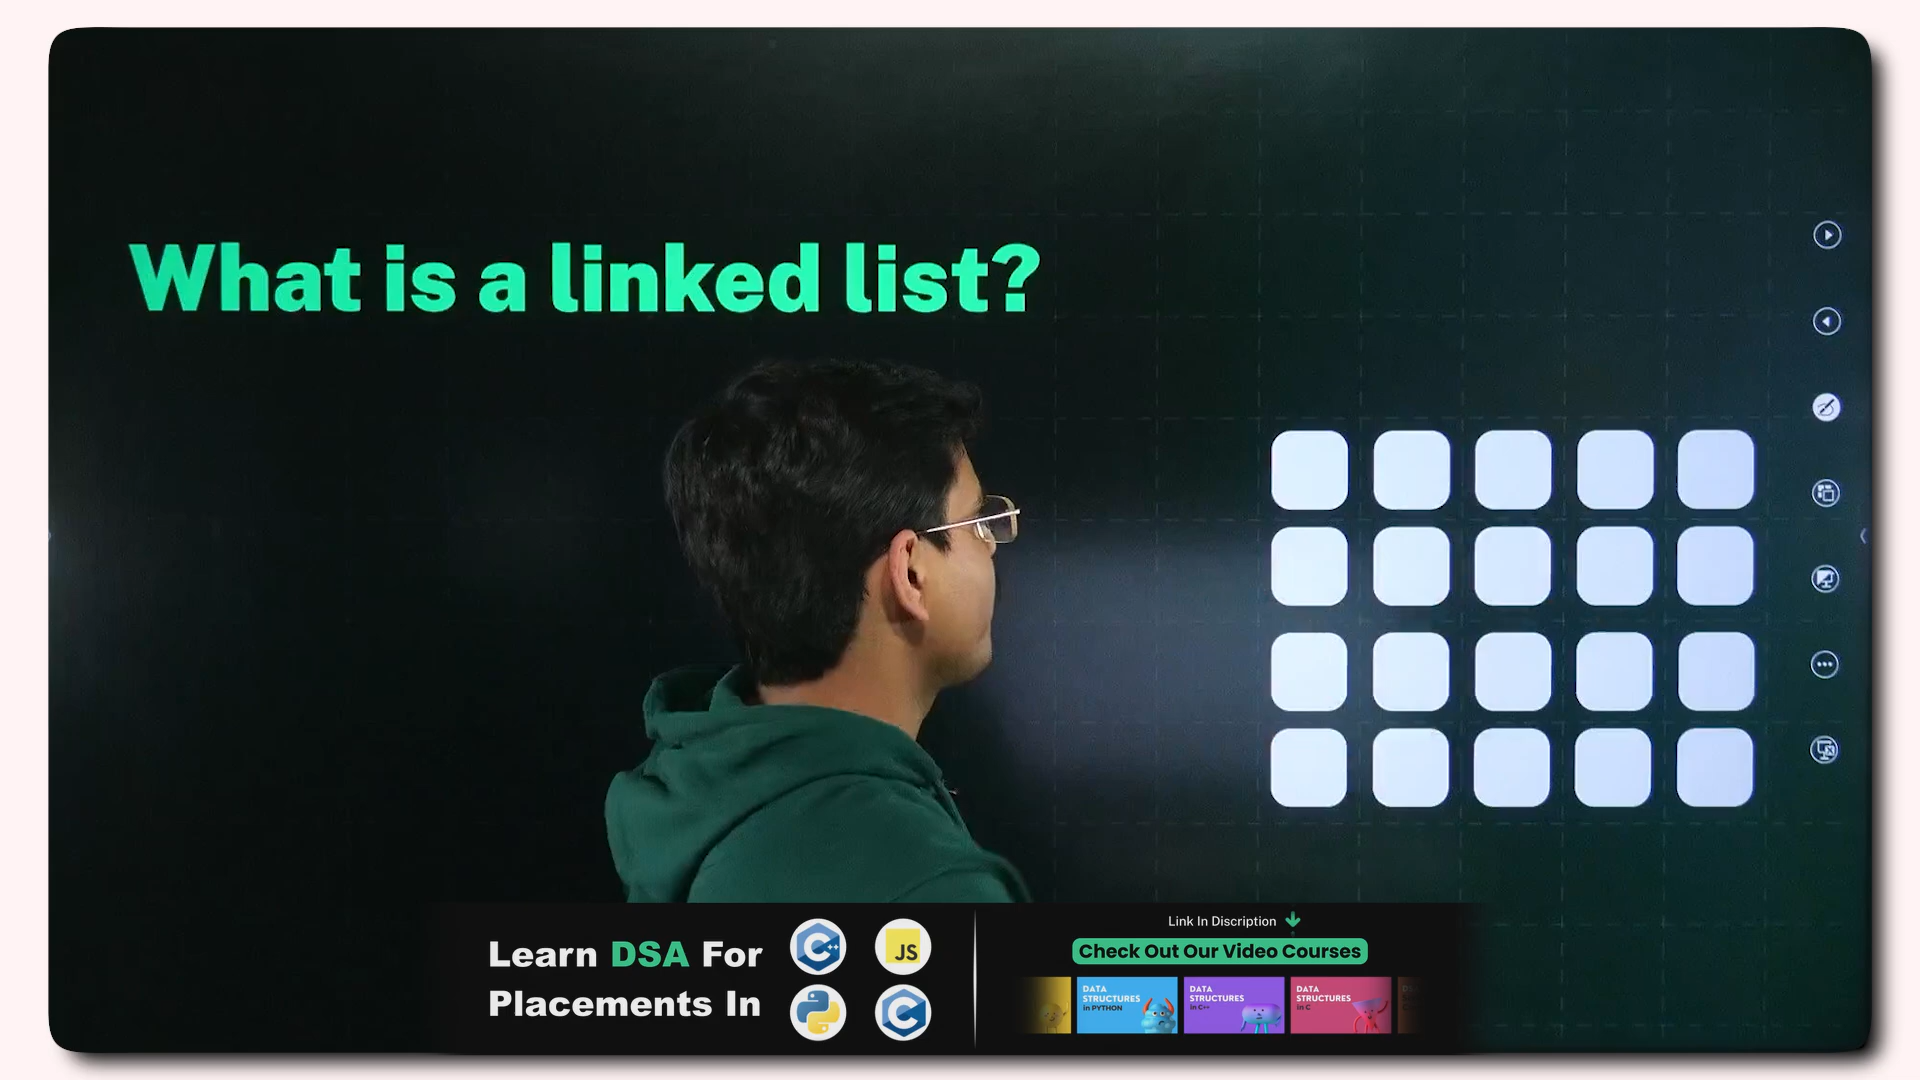 What is a linked list?
Learn DSA For
Placements In
C++
JS
C
Link In Discription
Check Out Our Video Courses
DATA
STRUCTURES
in PYTHON
DATA
STRUCTURES
in C++
DATA
STRUCTURES
in C